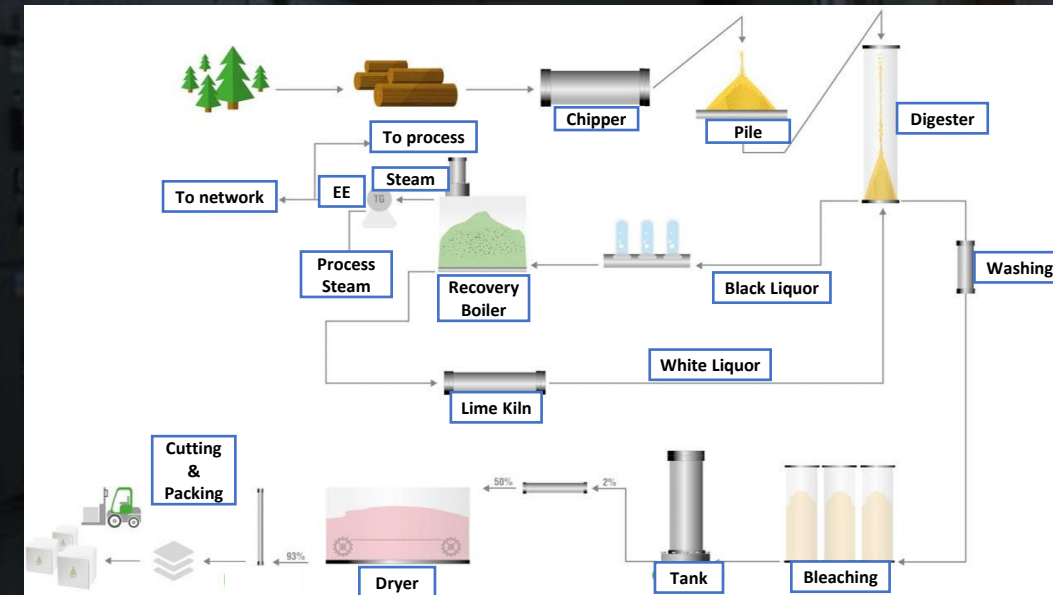 Chipper
Pile
Digester
To process
Steam
To network
EE
TG
Process
Steam
Recovery
Boiler
Black Liquor
Washing
White Liquor
Lime Kiln
Cutting
&
Packing
50%
2%
93%
Dryer
Tank
Bleaching